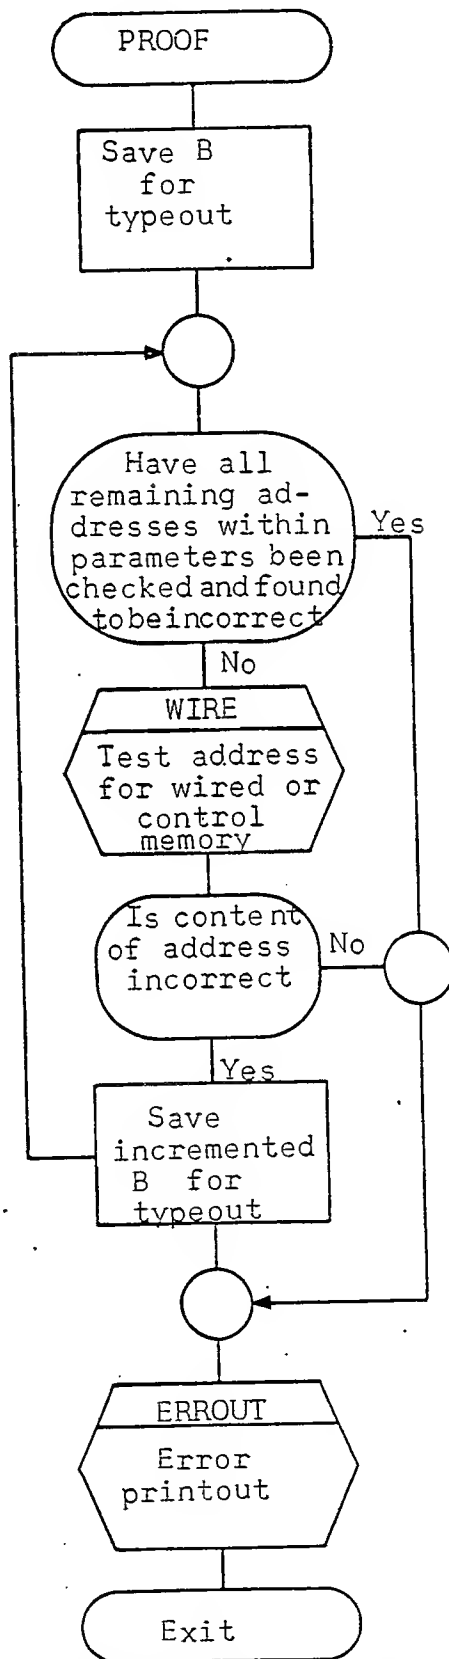 PROOF
Save B
for
typeout
Have all
remaining ad-
dresses within
parameters been
checked and found
to be incorrect
Yes
No
WIRE
Test address
for wired or
control
memory
Is content
of address
incorrect
No
Yes
Save
incremented
B for
typeout
ERROUT
Error
printout
Exit